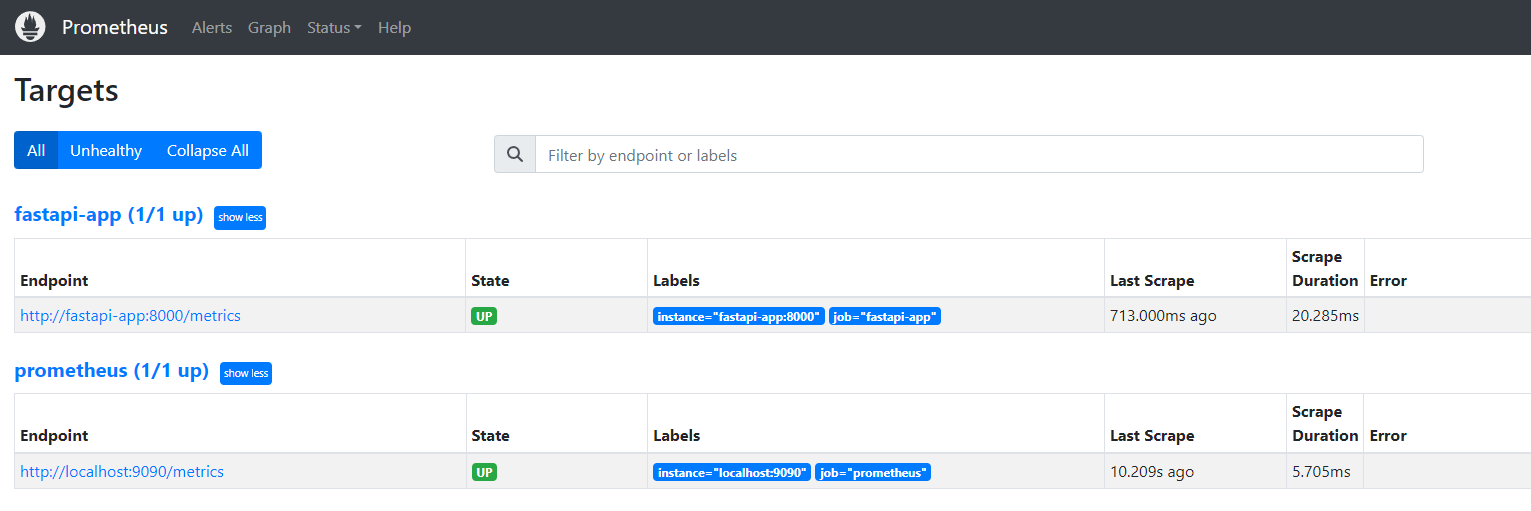 Prometheus Alerts Graph Status Help
Targets
All Unhealthy Collapse All
Filter by endpoint or labels
fastapi-app (1/1 up) show less
Endpoint State Labels Last Scrape Scrape Duration Error
http://fastapi-app:8000/metrics UP instance="fastapi-app:8000" job="fastapi-app" 713.000ms ago 20.285ms
prometheus (1/1 up) show less
Endpoint State Labels Last Scrape Scrape Duration Error
http://localhost:9090/metrics UP instance="localhost:9090" job="prometheus" 10.209s ago 5.705ms